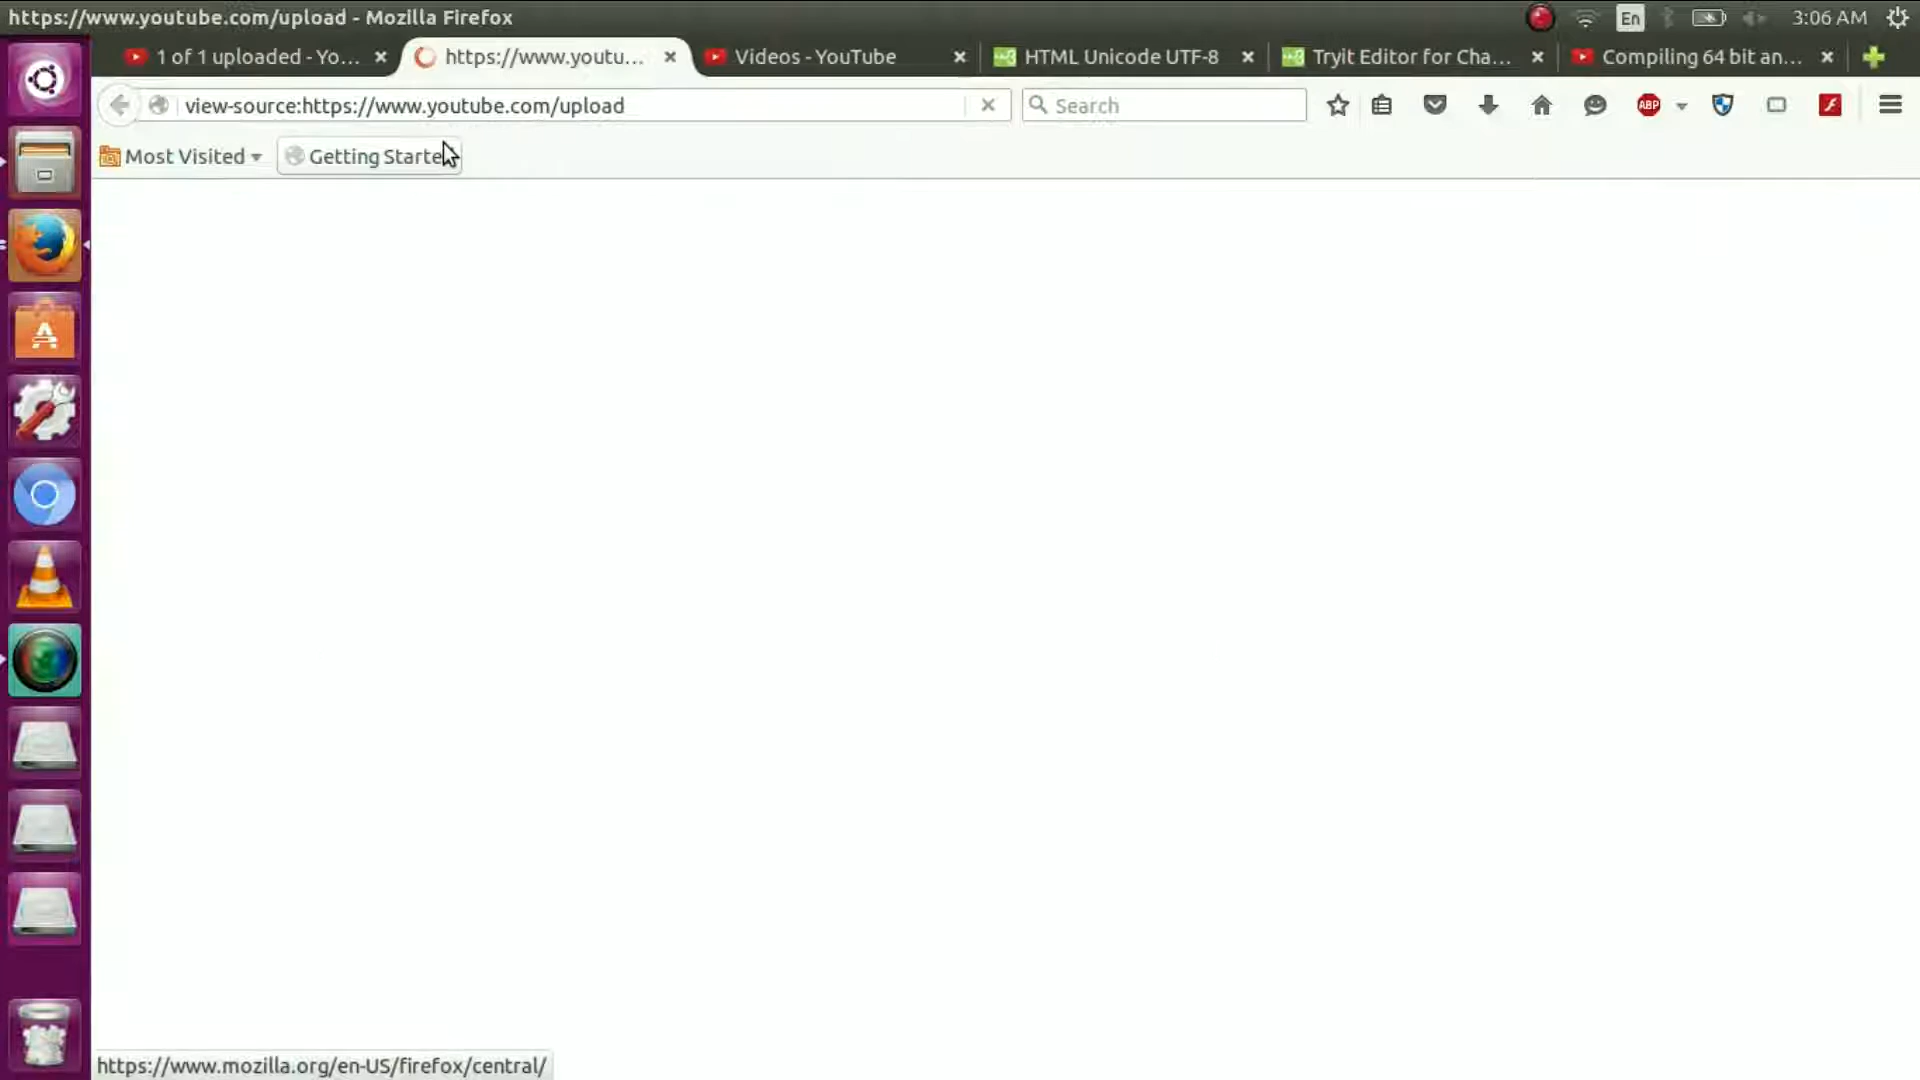 https://www.youtube.com/upload - Mozilla Firefox
En
3:06 AM
1 of 1 uploaded - Yo...
https://www.youtu...
Videos - YouTube
HTML Unicode UTF-8
Tryit Editor for Cha...
Compiling 64 bit an...
view-source:https://www.youtube.com/upload
Search
ABP
Most Visited
Getting Starte
https://www.mozilla.org/en-US/firefox/central/